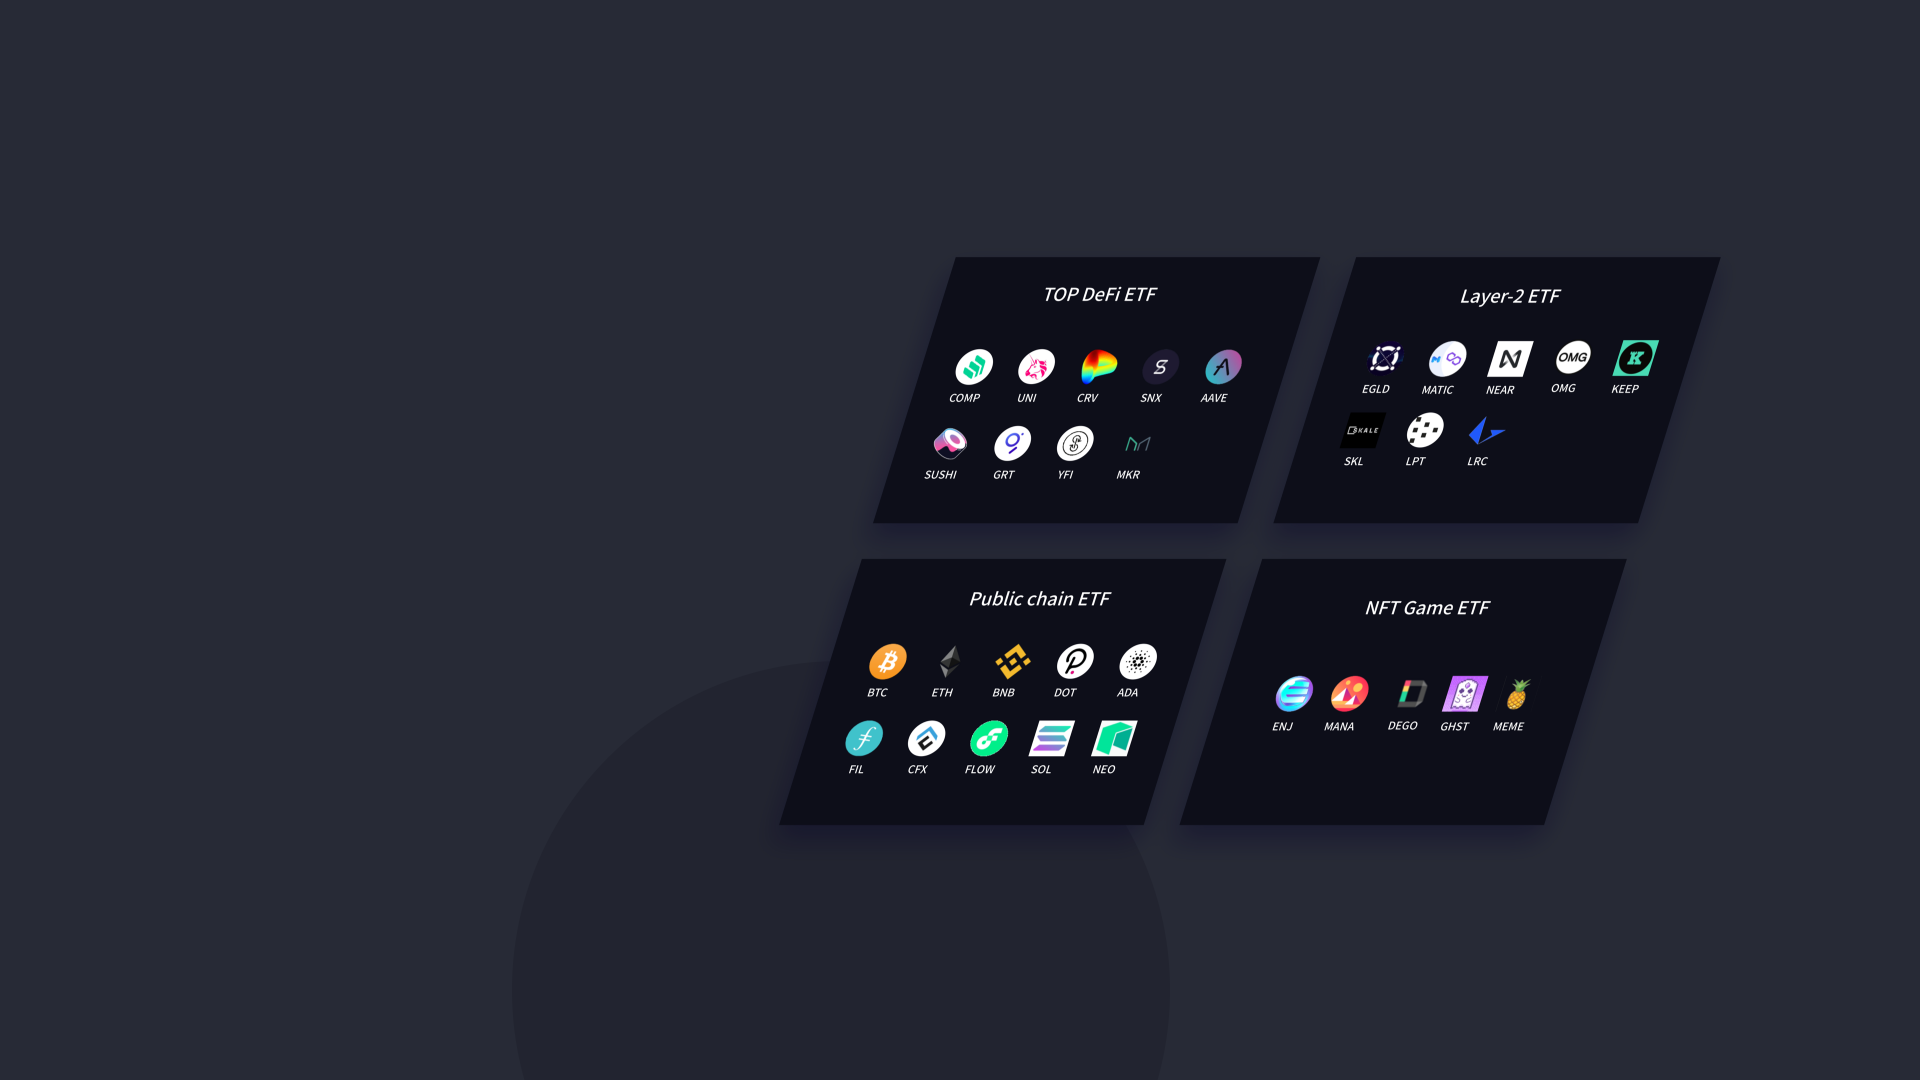 TOP DeFi ETF
COMP UNI CRV SNX AAVE
SUSHI GRT YFI MKR
Layer-2 ETF
OMG
EGLD MATIC NEAR OMG KEEP
SKALE
SKL LPT LRC
Public chain ETF
BTC ETH BNB DOT ADA
FIL CFX FLOW SOL NEO
NFT Game ETF
ENJ MANA DEGO GHST MEME